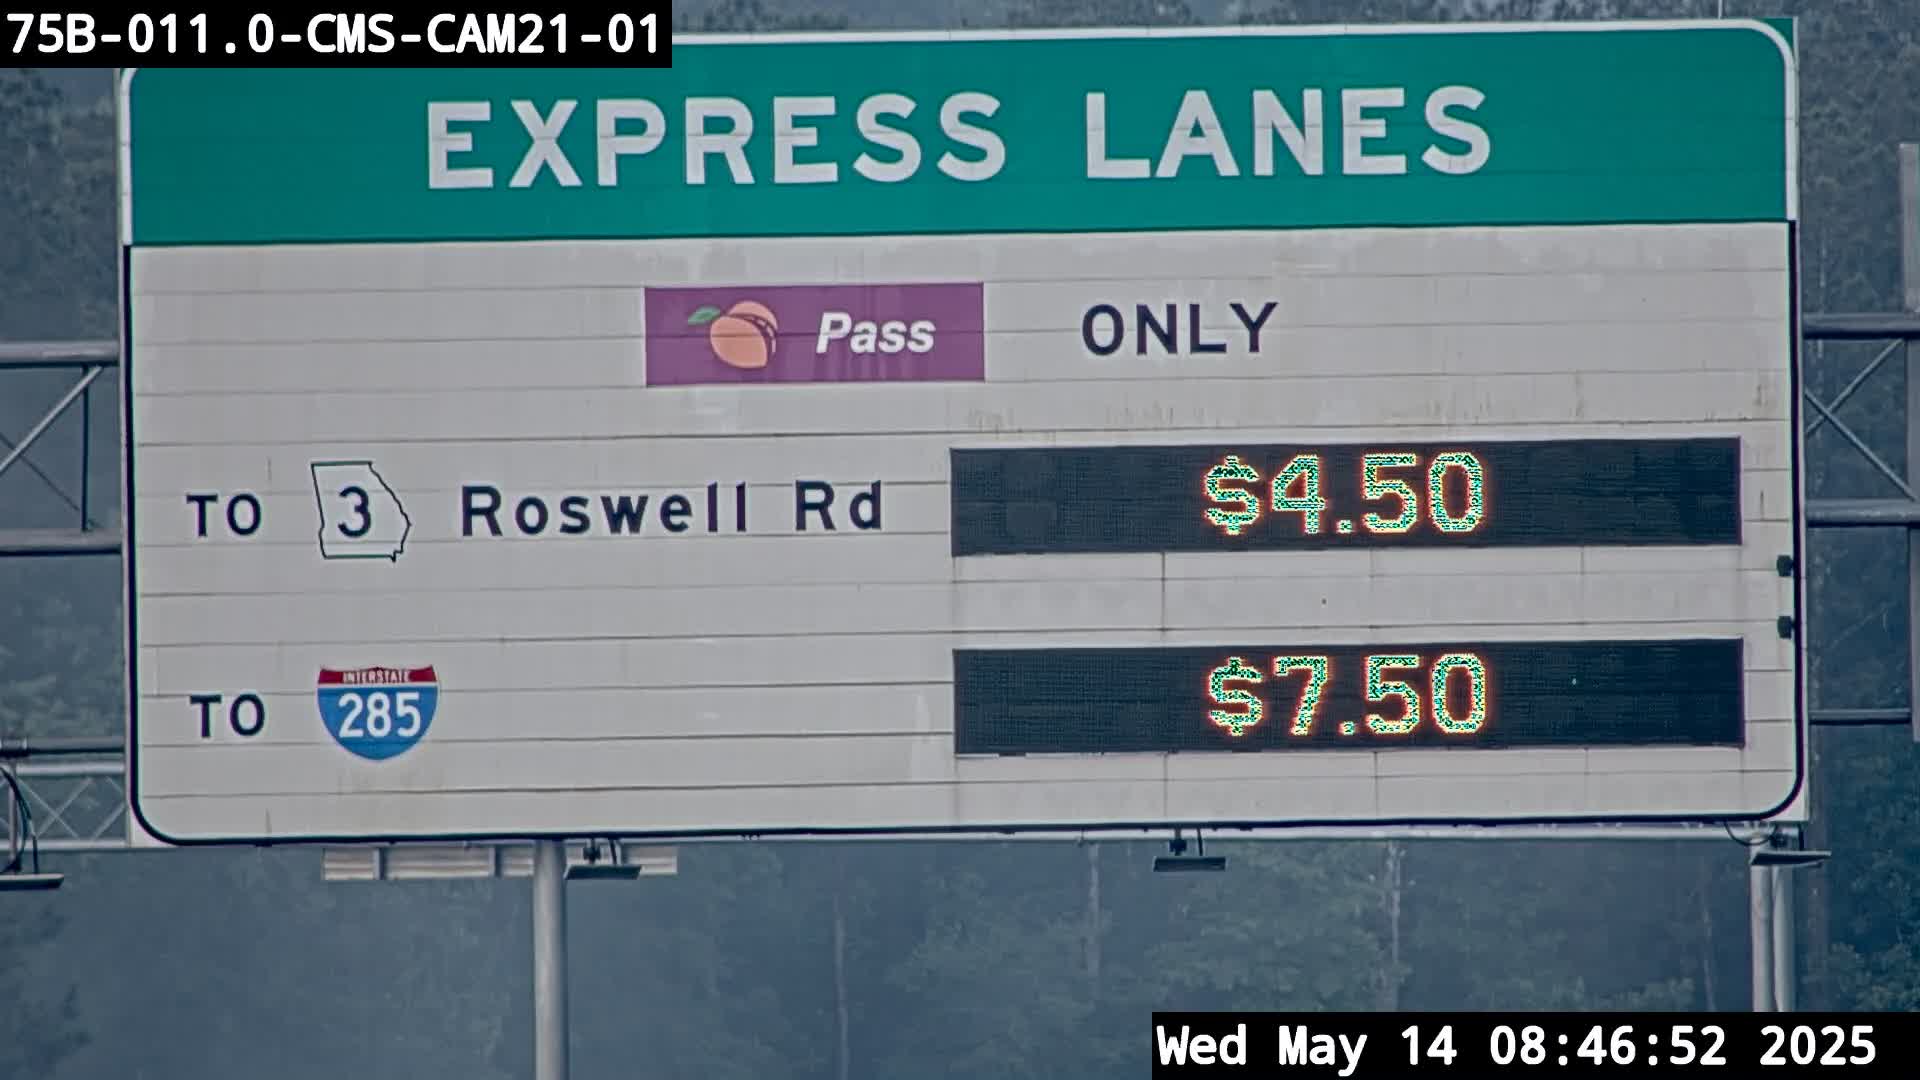 75B-011.0-CMS-CAM21-01
EXPRESS LANES
Pass ONLY
TO 3 Roswell Rd $4.50
TO INTERSTATE 285 $7.50
Wed May 14 08:46:52 2025